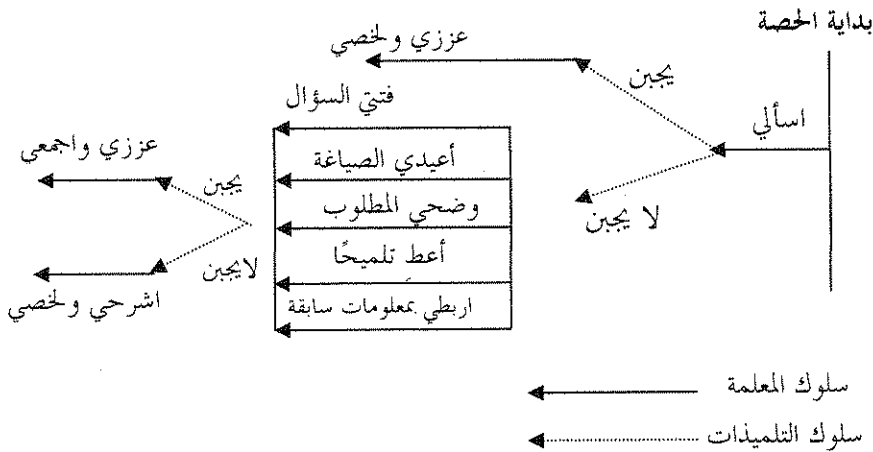 بداية الحصة
اسألي
يجبن
عززي ولخصي
لا يجبن
فتتي السؤال
أعيدي الصياغة
وضحي المطلوب
أعطِ تلميحًا
اربطي بمعلومات سابقة
يجبن
عززي واجمعي
لايجبن
اشرحي ولخصي
سلوك المعلمة
سلوك التلميذات